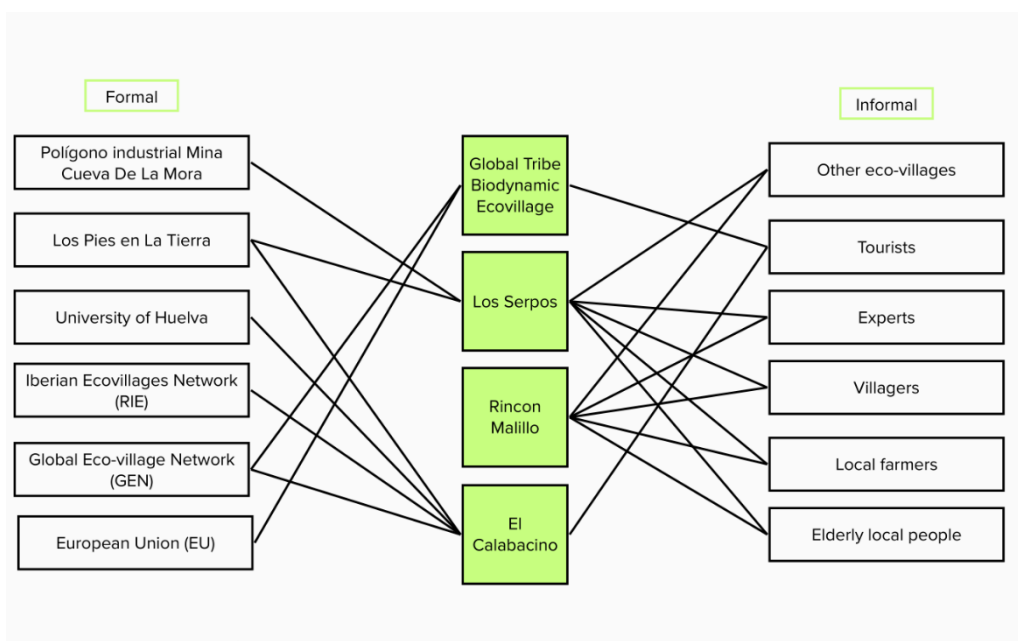 Formal
Polígono industrial Mina
Cueva De La Mora
Los Pies en La Tierra
University of Huelva
Iberian Ecovillages Network
(RIE)
Global Eco-village Network
(GEN)
European Union (EU)
Global Tribe
Biodynamic
Ecovillage
Los Serpos
Rincon
Malillo
El
Calabacino
Informal
Other eco-villages
Tourists
Experts
Villagers
Local farmers
Elderly local people